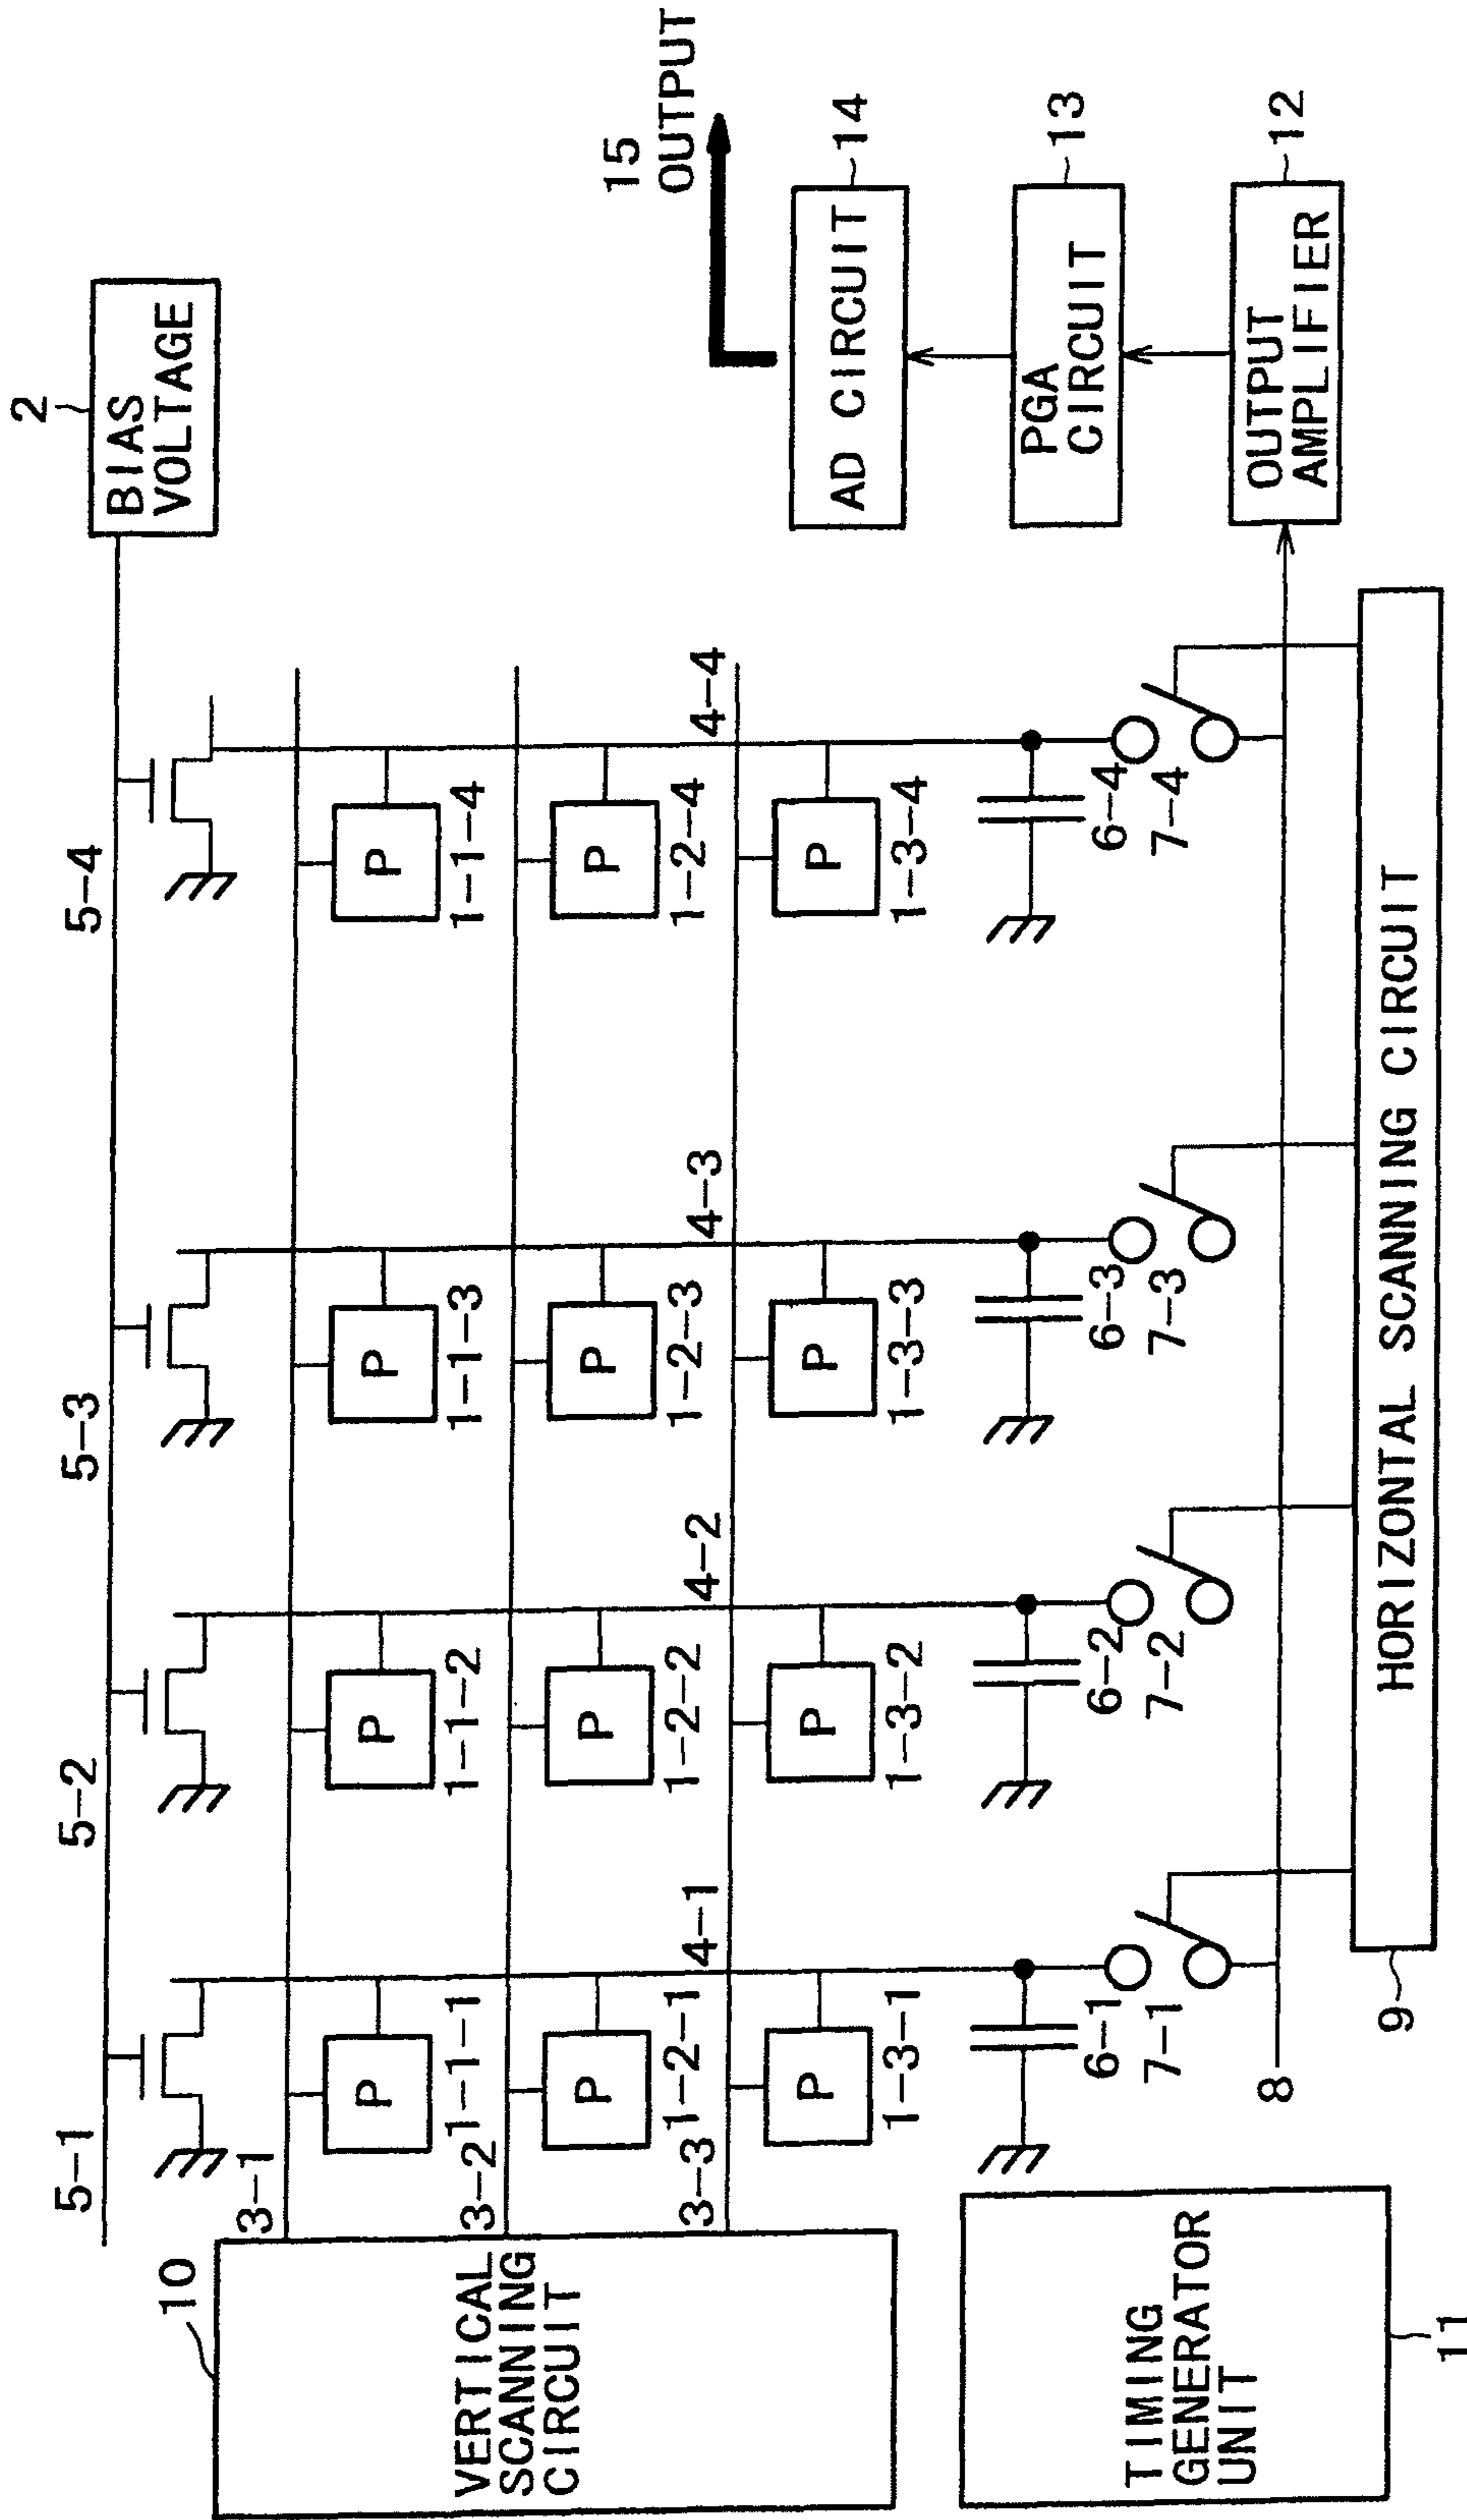 2
BIAS
VOLTAGE
5-1
5-2
5-3
5-4
10
VERTICAL
SCANNING
CIRCUIT
3-1
P
P
P
P
1-1-1
1-1-2
1-1-3
1-1-4
3-2
P
P
P
P
1-2-1
1-2-2
1-2-3
1-2-4
3-3
4-1
4-2
4-3
4-4
P
P
P
P
1-3-1
1-3-2
1-3-3
1-3-4
15
OUTPUT
AD CIRCUIT
14
PGA
CIRCUIT
13
OUTPUT
AMPLIFIER
12
6-1
6-2
6-3
6-4
7-1
7-2
7-3
7-4
8
9
HORIZONTAL SCANNING CIRCUIT
TIMING
GENERATOR
UNIT
11